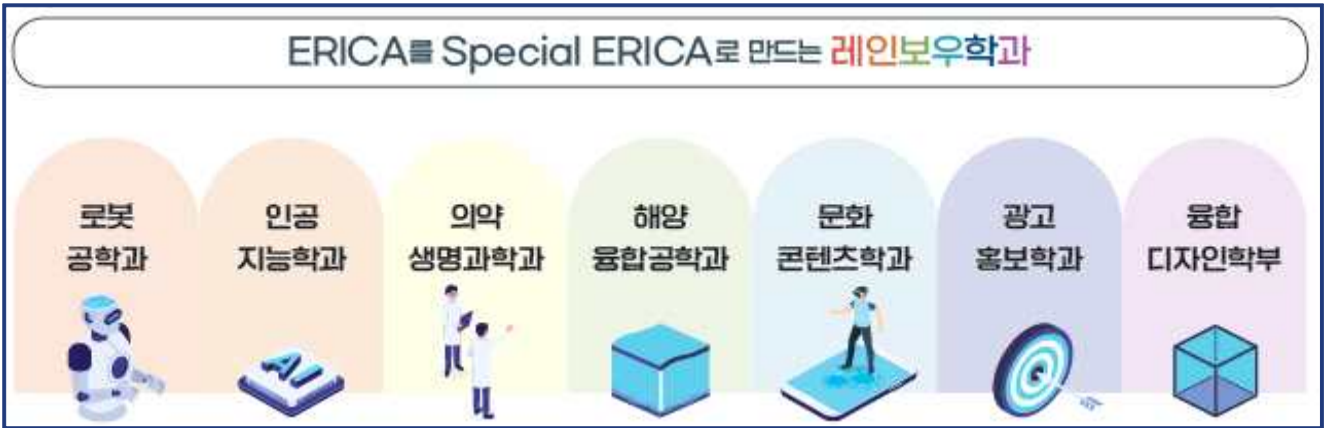 ERICA를 Special ERICA로 만드는 레인보우학과
로봇
공학과
인공
지능학과
의약
생명과학과
해양
융합공학과
문화
콘텐츠학과
광고
홍보학과
융합
디자인학부
AI